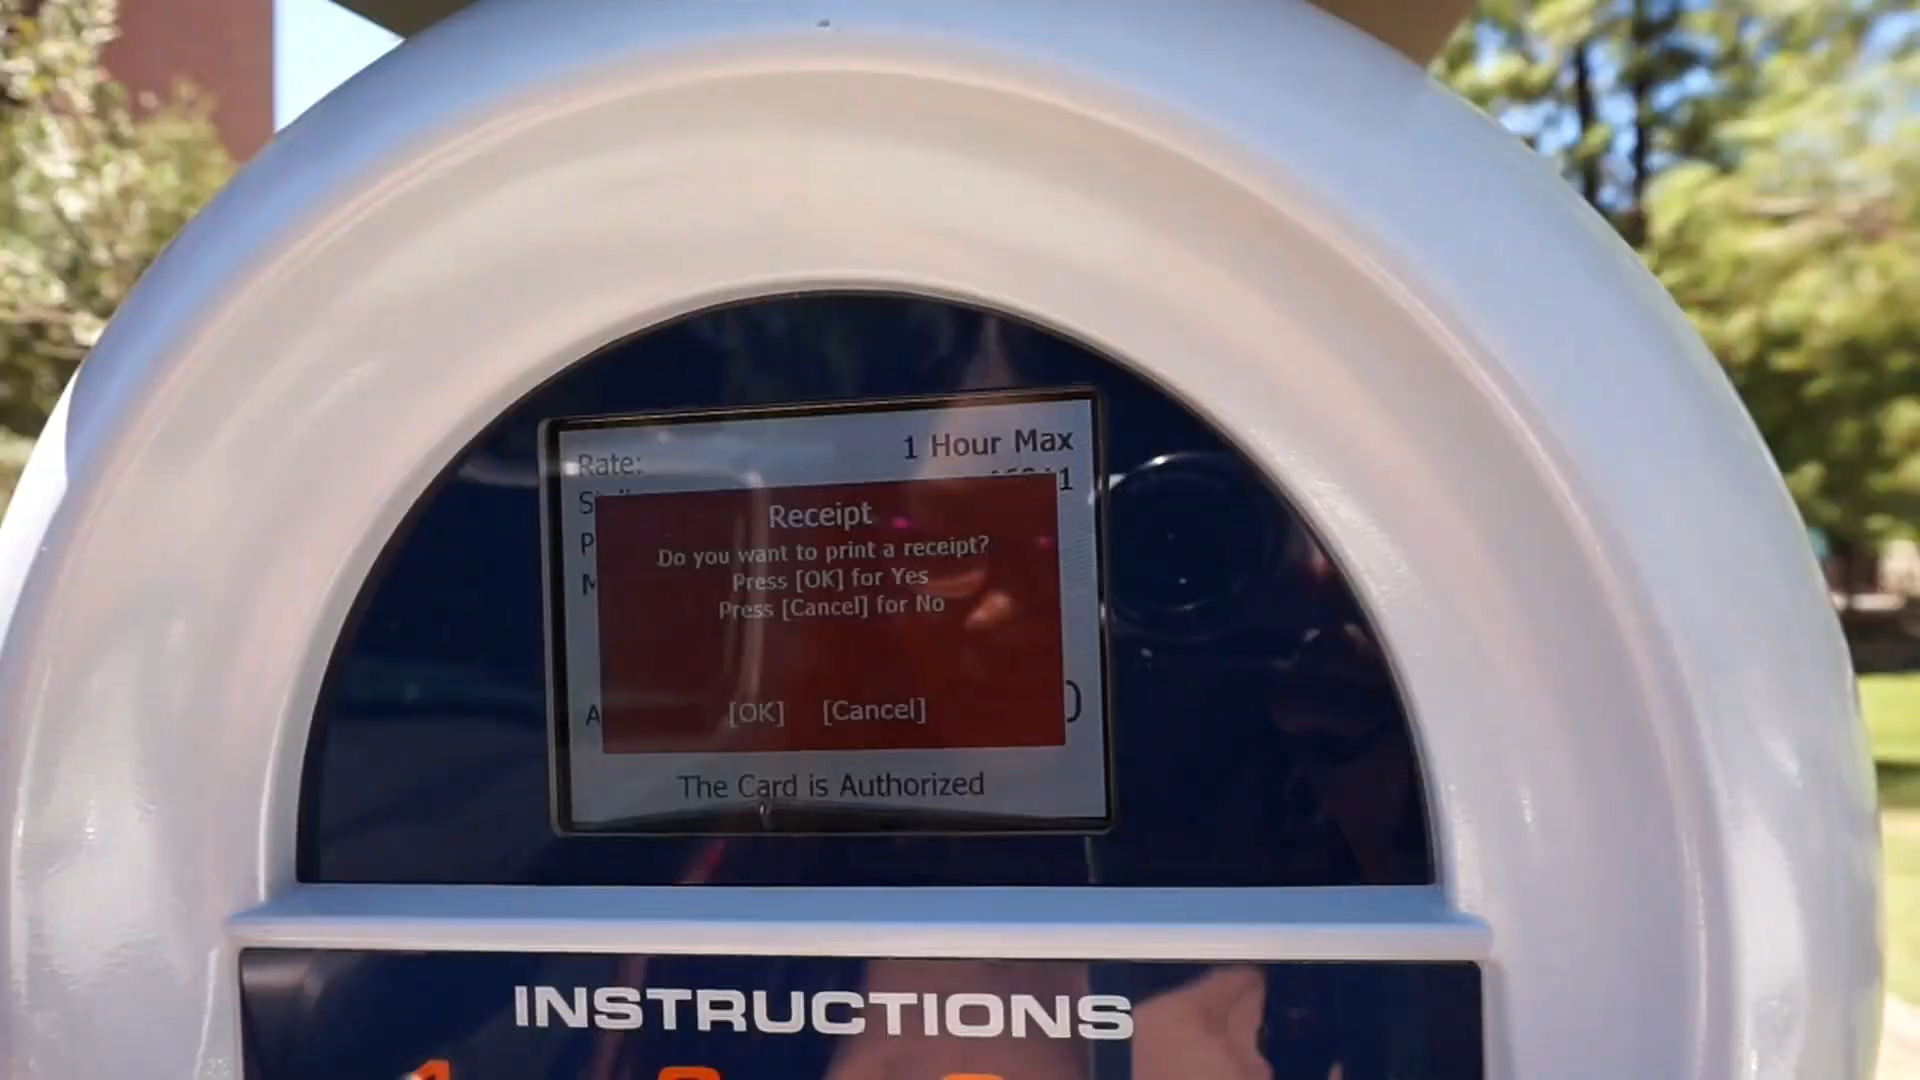 Rate: 1 Hour Max
Receipt
Do you want to print a receipt?
Press [OK] for Yes
Press [Cancel] for No
[OK] [Cancel]
The Card is Authorized
INSTRUCTIONS
1